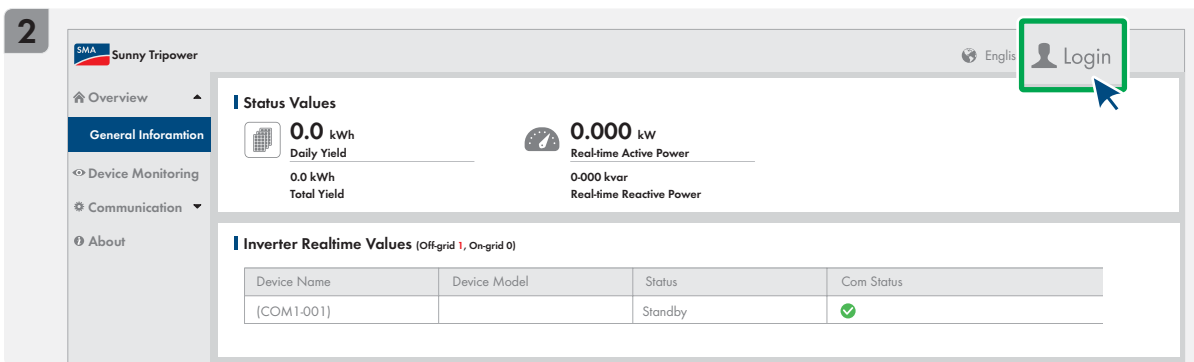 2
SMA Sunny Tripower
Englis
Login
Overview
General Inforamtion
Device Monitoring
Communication
About
Status Values
0.0 kWh
Daily Yield
0.0 kWh
Total Yield
0.000 kW
Real-time Active Power
0-000 kvar
Real-time Reactive Power
Inverter Realtime Values (Off-grid 1, On-grid 0)
Device Name Device Model Status Com Status
(COM1-001) Standby